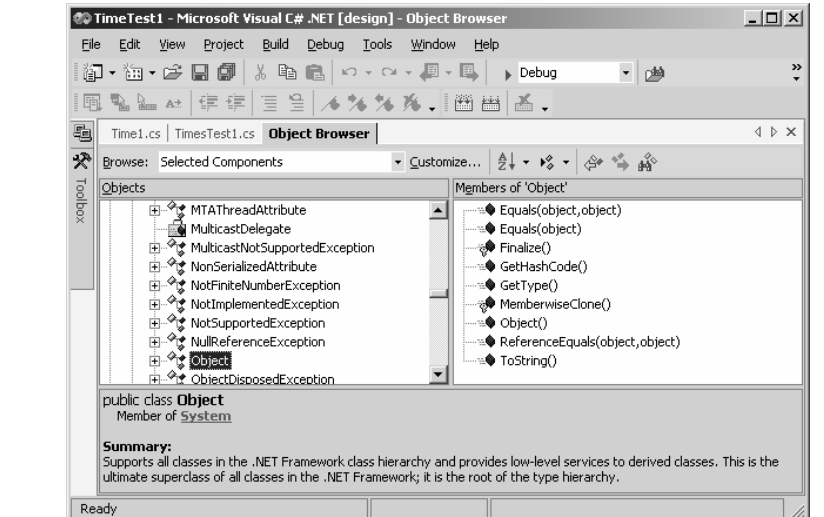 TimeTest1 - Microsoft Visual C# .NET [design] - Object Browser
File Edit View Project Build Debug Tools Window Help
Debug
Time1.cs | TimesTest1.cs Object Browser
Browse: Selected Components Customize...
Toolbox
Objects
MTAThreadAttribute
MulticastDelegate
MulticastNotSupportedException
NonSerializedAttribute
NotFiniteNumberException
NotImplementedException
NotSupportedException
NullReferenceException
Object
ObjectDisposedException
Members of 'Object'
Equals(object,object)
Equals(object)
Finalize()
GetHashCode()
GetType()
MemberwiseClone()
Object()
ReferenceEquals(object,object)
ToString()
public class Object
Member of System
Summary:
Supports all classes in the .NET Framework class hierarchy and provides low-level services to derived classes. This is the
ultimate superclass of all classes in the .NET Framework; it is the root of the type hierarchy.
Ready